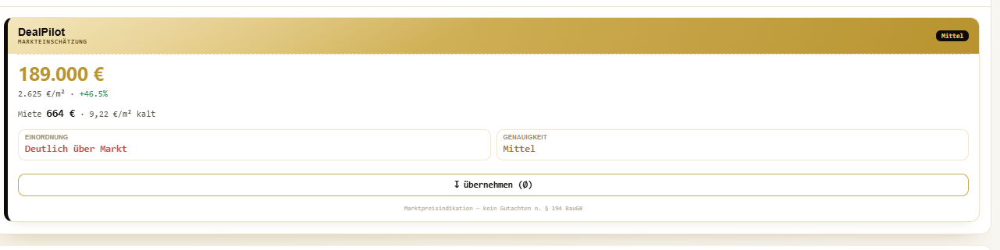 DealPilot
MARKTEINSCHÄTZUNG
Mittel
189.000 €
2.625 €/m² · +46.5%
Miete 664 € · 9,22 €/m² kalt
EINORDNUNG
Deutlich über Markt
GENAUIGKEIT
Mittel
↧ übernehmen (Ø)
Marktpreisindikation — kein Gutachten n. § 194 BauGB